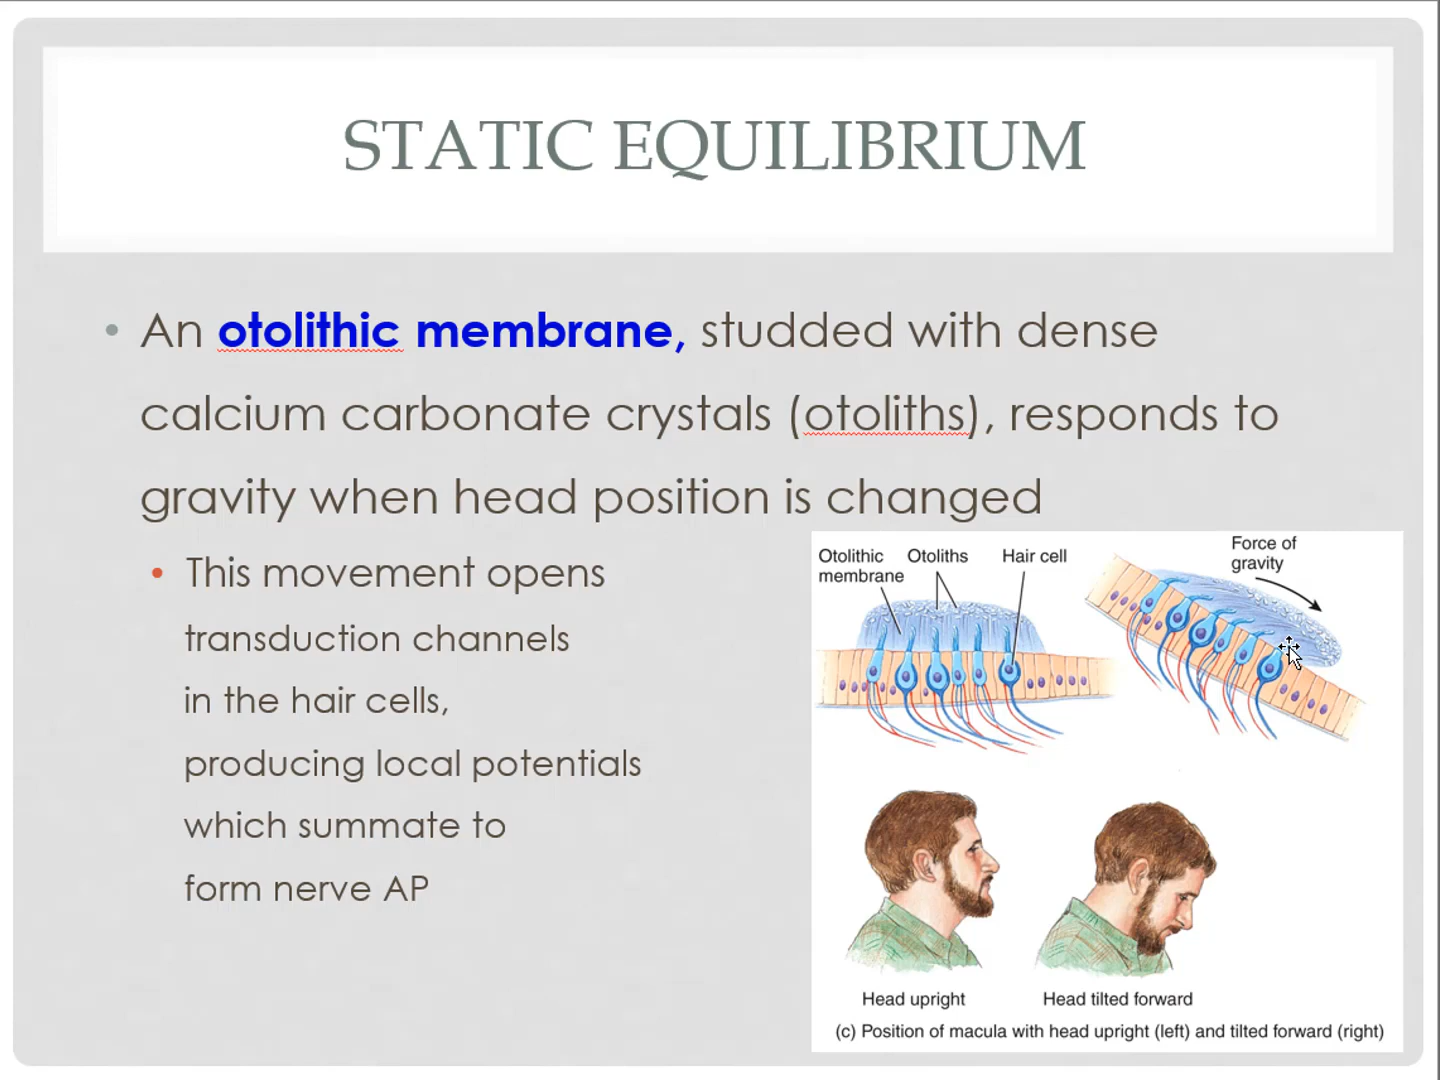 STATIC EQUILIBRIUM
• An otolithic membrane, studded with dense
calcium carbonate crystals (otoliths), responds to
gravity when head position is changed
• This movement opens
transduction channels
in the hair cells,
producing local potentials
which summate to
form nerve AP
Otolithic
membrane
Otoliths
Hair cell
Force of
gravity
Head upright
Head tilted forward
(c) Position of macula with head upright (left) and tilted forward (right)